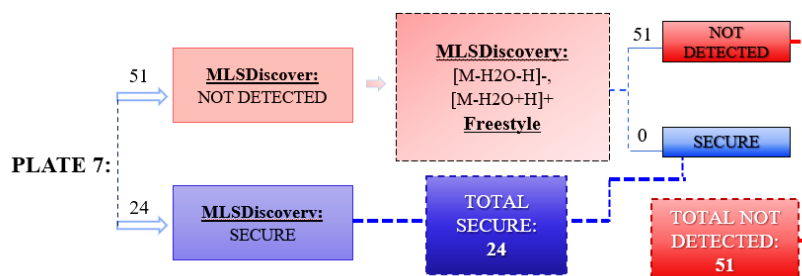 PLATE 7:
51
MLSDiscover:
NOT DETECTED
MLSDiscovery:
[M-H2O-H]-,
[M-H2O+H]+
Freestyle
51
NOT
DETECTED
0
SECURE
24
MLSDiscovery:
SECURE
TOTAL
SECURE:
24
TOTAL NOT
DETECTED:
51